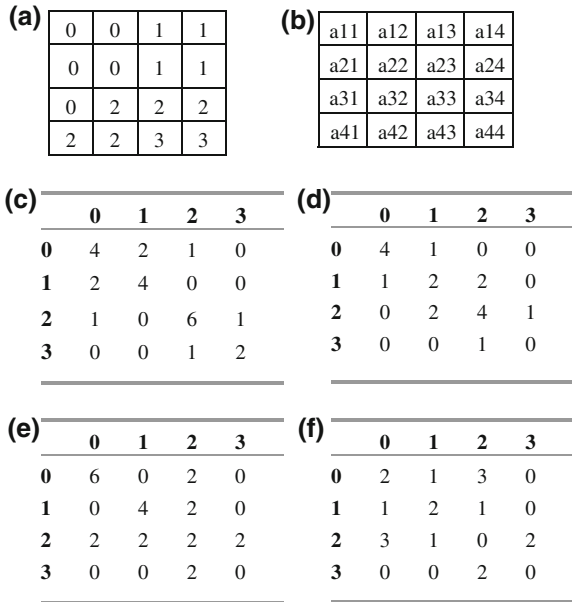 (a)
0 0 1 1
0 0 1 1
0 2 2 2
2 2 3 3
(b)
a11 a12 a13 a14
a21 a22 a23 a24
a31 a32 a33 a34
a41 a42 a43 a44
(c)
0 1 2 3
0 4 2 1 0
1 2 4 0 0
2 1 0 6 1
3 0 0 1 2
(d)
0 1 2 3
0 4 1 0 0
1 1 2 2 0
2 0 2 4 1
3 0 0 1 0
(e)
0 1 2 3
0 6 0 2 0
1 0 4 2 0
2 2 2 2 2
3 0 0 2 0
(f)
0 1 2 3
0 2 1 3 0
1 1 2 1 0
2 3 1 0 2
3 0 0 2 0